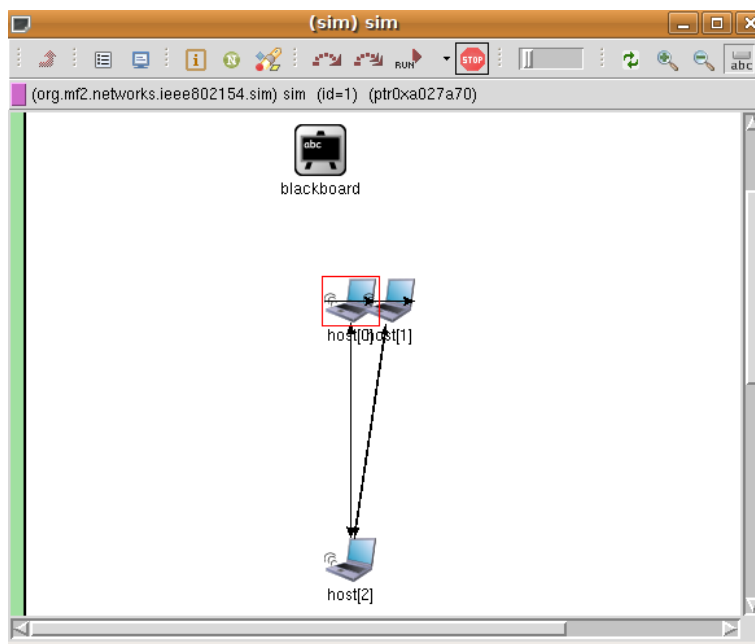 (sim) sim
i
N
RUN
STOP
abc
(org.mf2.networks.ieee802154.sim) sim (id=1) (ptr0xa027a70)
abc
blackboard
host[0]
host[1]
host[2]